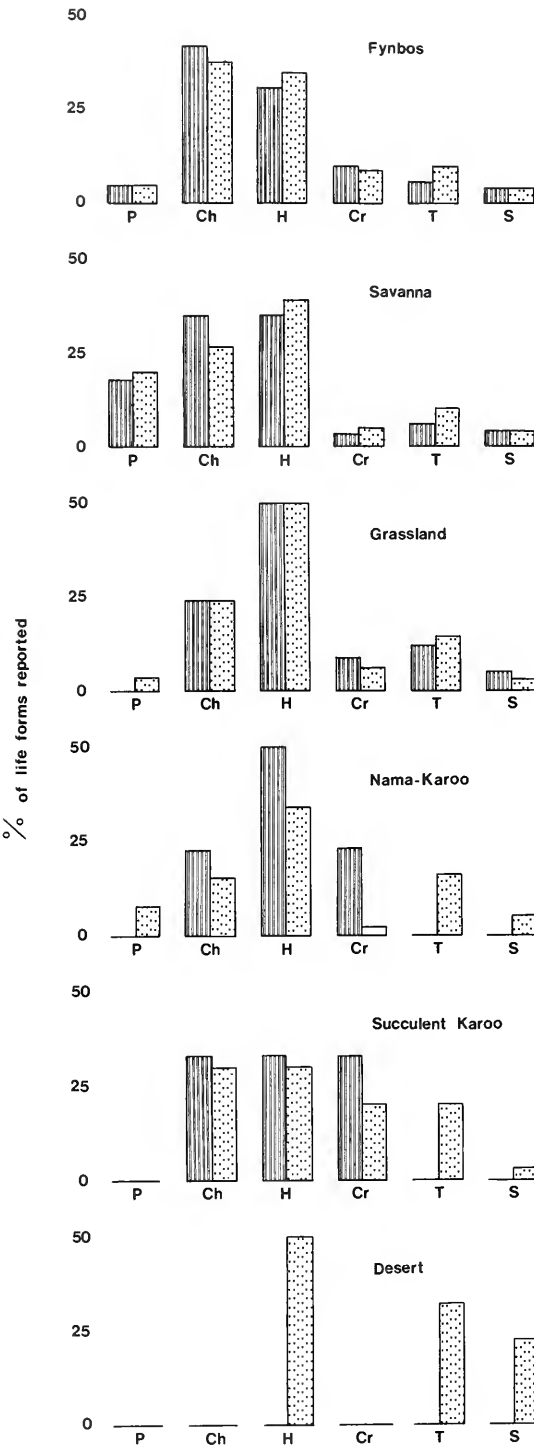 % of life forms reported
50
Fynbos
25
0
P Ch H Cr T S
50
Savanna
25
0
P Ch H Cr T S
50
Grassland
25
0
P Ch H Cr T S
50
Nama-Karoo
25
0
P Ch H Cr T S
50
Succulent Karoo
25
0
P Ch H Cr T S
50
Desert
25
0
P Ch H Cr T S